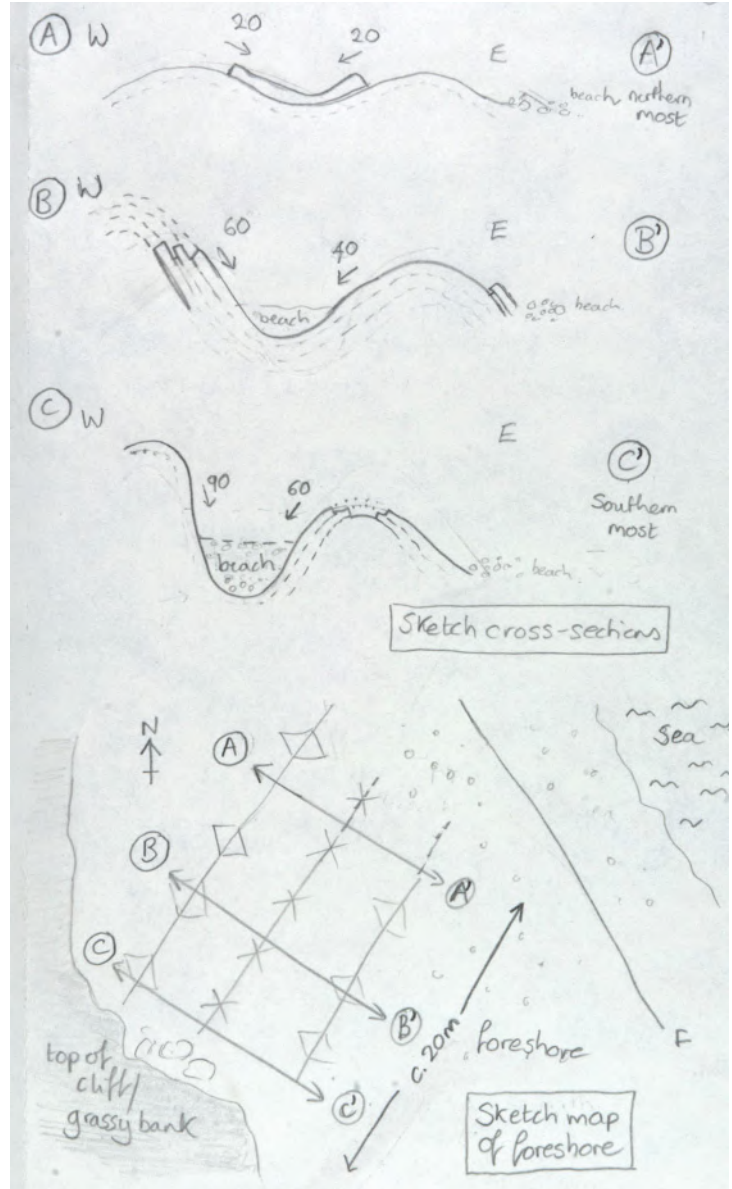 A W 20 20 E A'
beach northern
most
B W 60 40 E B'
beach beach
C W E C'
90 60
Southern
most
beach beach
Sketch cross-sections
N
A
Sea
B
A'
C
B'
F
foreshore
c. 20m
top of
cliff/
grassy bank
C'
Sketch map
of foreshore